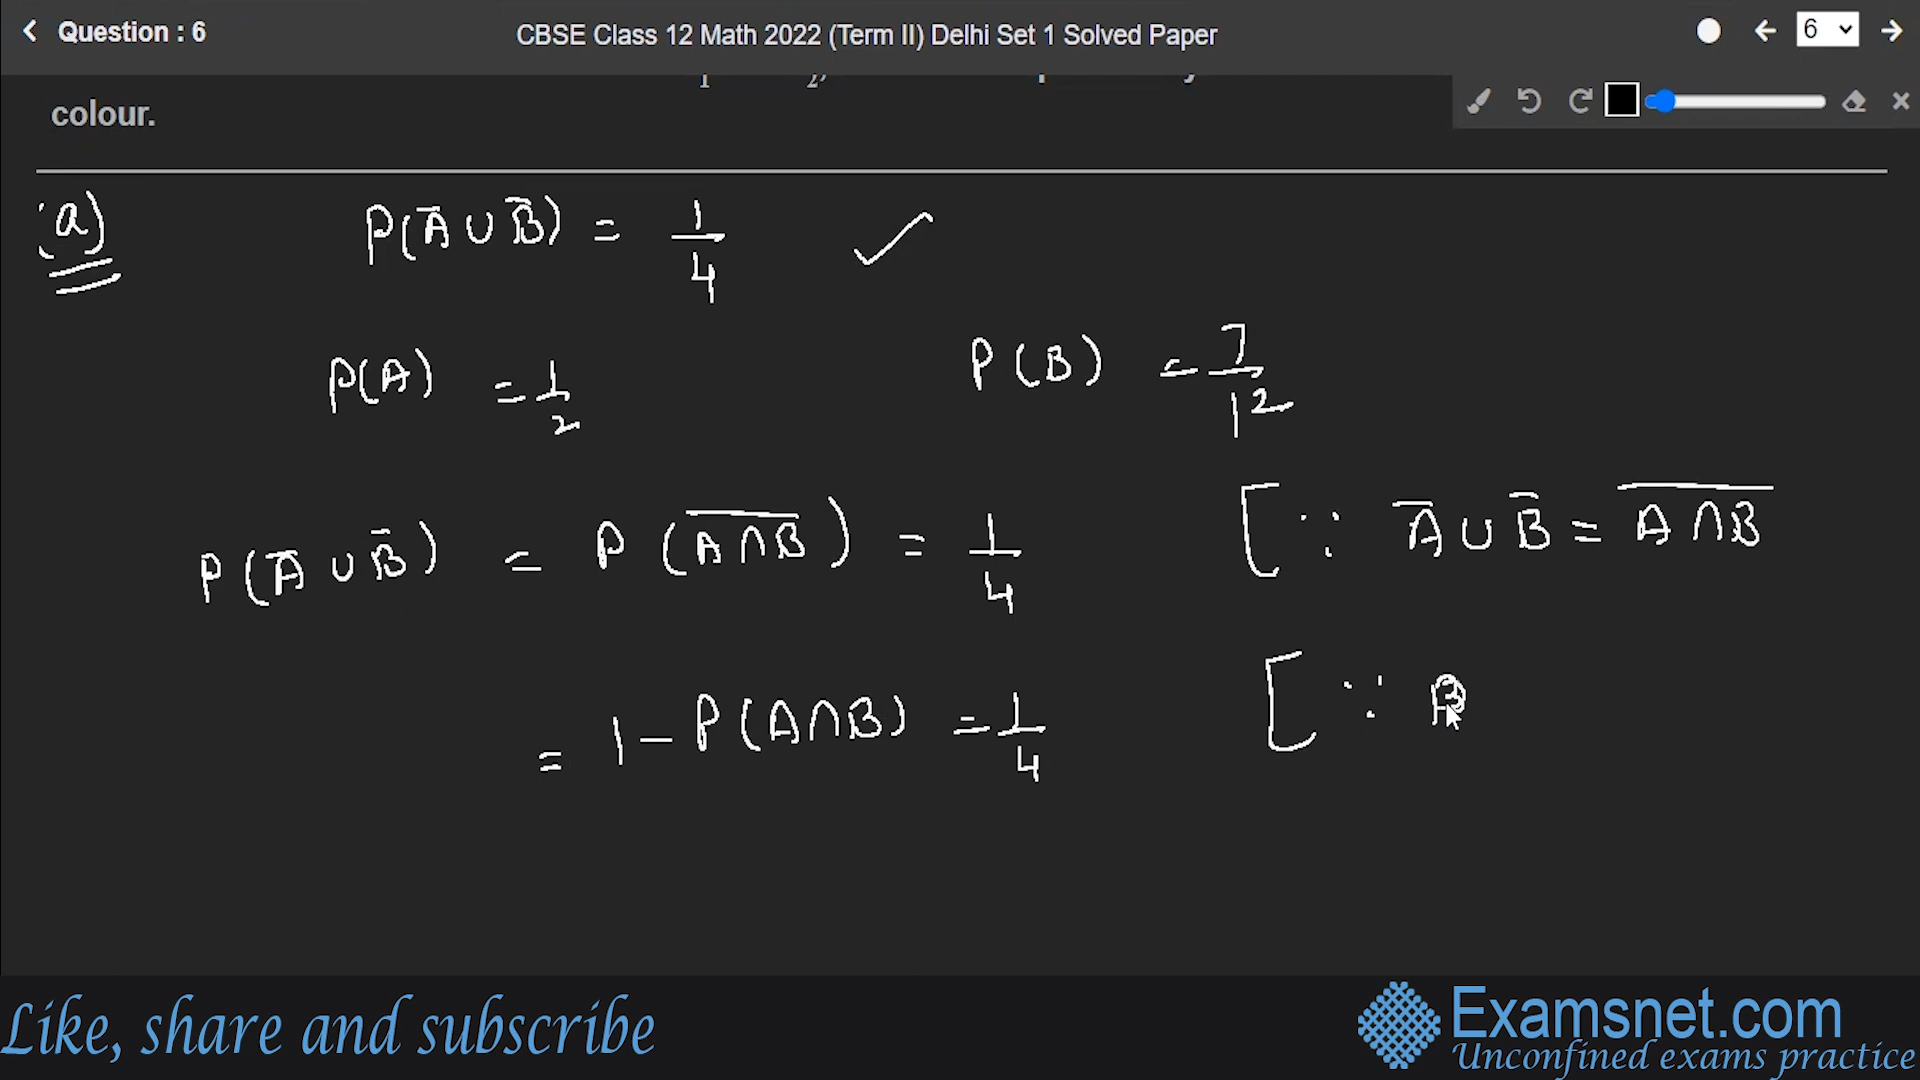 Question : 6
CBSE Class 12 Math 2022 (Term II) Delhi Set 1 Solved Paper
6
colour.
(a) P(A̅ ∪ B̅) = 1/4 ✓
P(A) = 1/2 P(B) = 7/12
P(A̅ ∪ B̅) = P(A∩B)̅ = 1/4 [∵ A̅ ∪ B̅ = A∩B̅
= 1 − P(A∩B) = 1/4 [∵
Like, share and subscribe
Examsnet.com
Unconfined exams practice